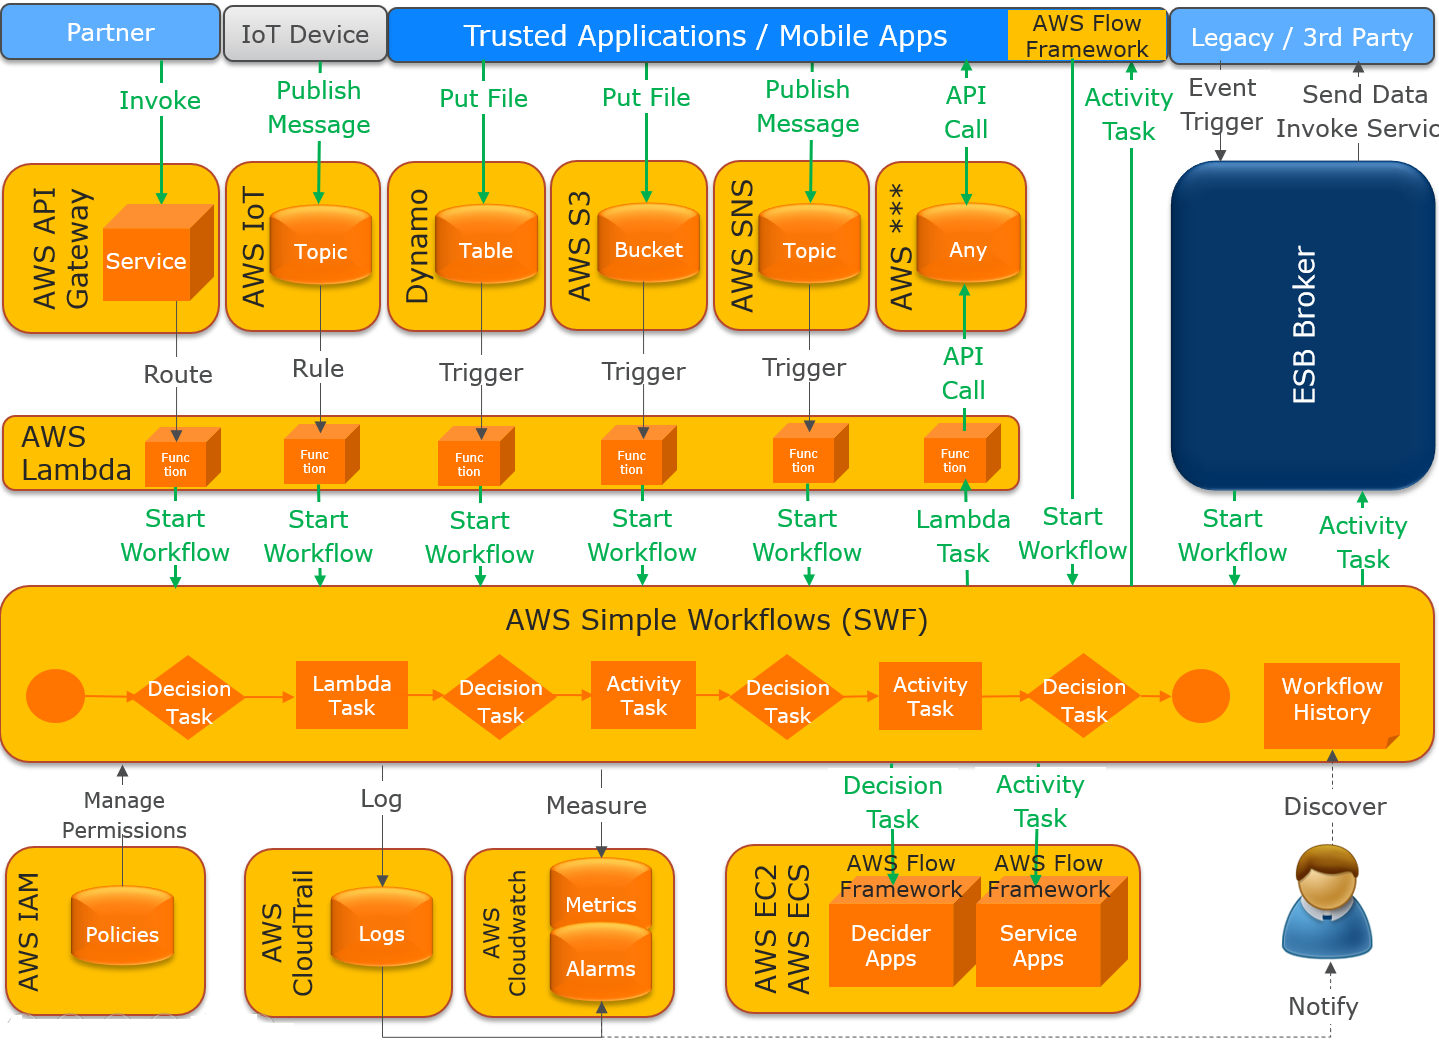 Partner
IoT Device
Trusted Applications / Mobile Apps
AWS Flow
Framework
Legacy / 3rd Party
Invoke
Publish
Message
Put File
Put File
Publish
Message
API
Call
Activity
Task
Event
Trigger
Send Data
Invoke Servic
AWS API
Gateway
Service
AWS IoT
Topic
Dynamo
Table
AWS S3
Bucket
AWS SNS
Topic
AWS ***
Any
ESB Broker
Route
Rule
Trigger
Trigger
Trigger
API
Call
AWS
Lambda
Func
tion
Func
tion
Func
tion
Func
tion
Func
tion
Func
tion
Start
Workflow
Start
Workflow
Start
Workflow
Start
Workflow
Start
Workflow
Lambda
Task
Start
Workflow
Start
Workflow
Activity
Task
AWS Simple Workflows (SWF)
Decision
Task
Lambda
Task
Decision
Task
Activity
Task
Decision
Task
Activity
Task
Decision
Task
Workflow
History
Manage
Permissions
Log
Measure
Decision
Task
Activity
Task
Discover
AWS IAM
Policies
AWS
CloudTrail
Logs
AWS
Cloudwatch
Metrics
Alarms
AWS EC2
AWS ECS
AWS Flow
Framework
Decider
Apps
AWS Flow
Framework
Service
Apps
Notify